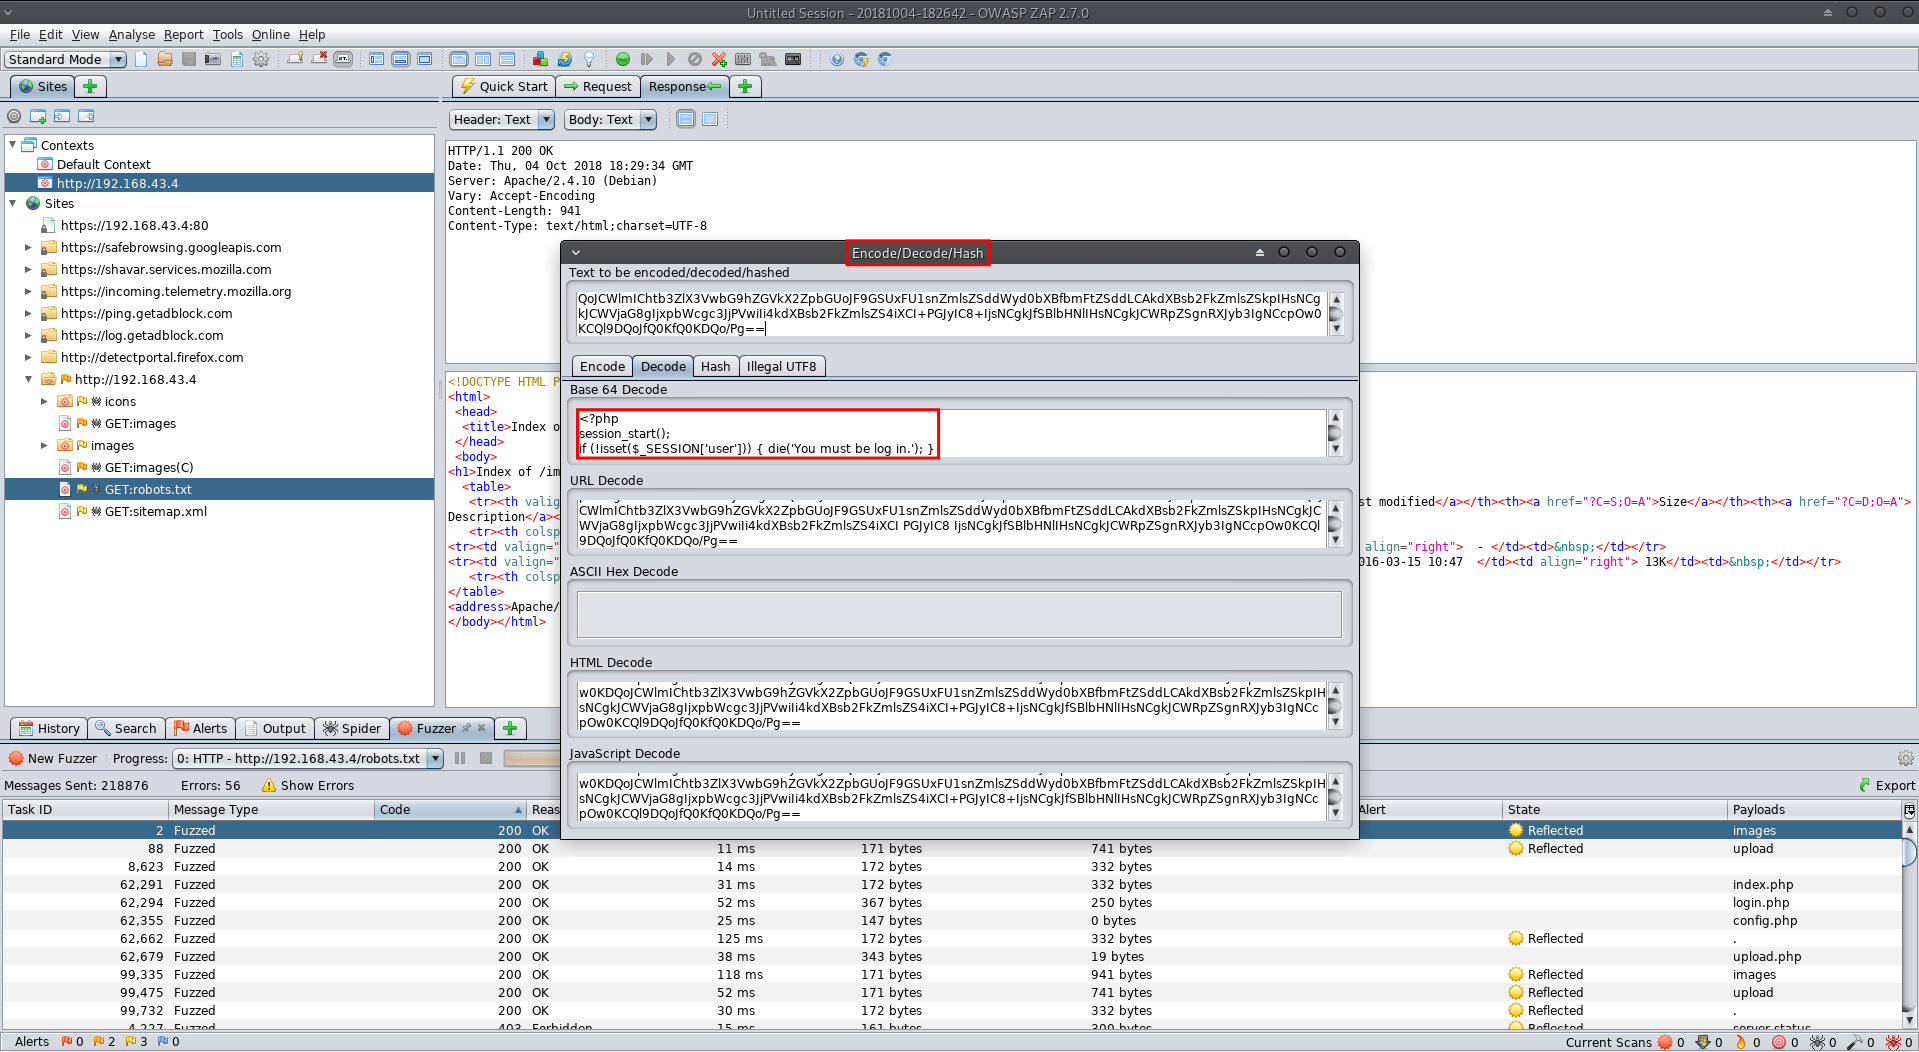 Untitled Session - 20181004-182642 - OWASP ZAP 2.7.0
File Edit View Analyse Report Tools Online Help
Standard Mode
Sites
Quick Start Request Response
Header: Text Body: Text
Contexts
Default Context
http://192.168.43.4
Sites
https://192.168.43.4:80
https://safebrowsing.googleapis.com
https://shavar.services.mozilla.com
https://incoming.telemetry.mozilla.org
https://ping.getadblock.com
https://log.getadblock.com
http://detectportal.firefox.com
http://192.168.43.4
icons
GET:images
images
GET:images(C)
GET:robots.txt
GET:sitemap.xml
HTTP/1.1 200 OK
Date: Thu, 04 Oct 2018 18:29:34 GMT
Server: Apache/2.4.10 (Debian)
Vary: Accept-Encoding
Content-Length: 941
Content-Type: text/html;charset=UTF-8
<!DOCTYPE HTML P
<html>
<head>
<title>Index o
</head>
<body>
<h1>Index of /im
<table>
<tr><th valig st modified</a></th><th><a href="?C=S;O=A">Size</a></th><th><a href="?C=D;O=A">
Description</a><
<tr><th colsp
<tr><td valign=" align="right">  - </td><td>&nbsp;</td></tr>
<tr><td valign=" 016-03-15 10:47  </td><td align="right"> 13K</td><td>&nbsp;</td></tr>
<tr><th colsp
</table>
<address>Apache/
</body></html>
Encode/Decode/Hash
Text to be encoded/decoded/hashed
QoJCWlmIChtb3ZlX3VwbG9hZGVkX2ZpbGUoJF9GSUxFU1snZmlsZSddWyd0bXBfbmFtZSddLCAkdXBsb2FkZmlsZSkpIHsNCg
kJCWVjaG8gIjxpbWcgc3JjPVwiIi4kdXBsb2FkZmlsZS4iXCI+PGJyIC8+IjsNCgkJfSBlbHNlIHsNCgkJCWRpZSgnRXJyb3IgNCcpOw0
KCQl9DQoJfQ0KfQ0KDQo/Pg==
Encode Decode Hash Illegal UTF8
Base 64 Decode
<?php
session_start();
if (!isset($_SESSION['user'])) { die('You must be log in.'); }
URL Decode
CWlmIChtb3ZlX3VwbG9hZGVkX2ZpbGUoJF9GSUxFU1snZmlsZSddWyd0bXBfbmFtZSddLCAkdXBsb2FkZmlsZSkpIHsNCgkJC
WVjaG8gIjxpbWcgc3JjPVwiIi4kdXBsb2FkZmlsZS4iXCI PGJyIC8 IjsNCgkJfSBlbHNlIHsNCgkJCWRpZSgnRXJyb3IgNCcpOw0KCQl
9DQoJfQ0KfQ0KDQo/Pg==
ASCII Hex Decode
HTML Decode
w0KDQoJCWlmIChtb3ZlX3VwbG9hZGVkX2ZpbGUoJF9GSUxFU1snZmlsZSddWyd0bXBfbmFtZSddLCAkdXBsb2FkZmlsZSkpIH
sNCgkJCWVjaG8gIjxpbWcgc3JjPVwiIi4kdXBsb2FkZmlsZS4iXCI+PGJyIC8+IjsNCgkJfSBlbHNlIHsNCgkJCWRpZSgnRXJyb3IgNCc
pOw0KCQl9DQoJfQ0KfQ0KDQo/Pg==
JavaScript Decode
w0KDQoJCWlmIChtb3ZlX3VwbG9hZGVkX2ZpbGUoJF9GSUxFU1snZmlsZSddWyd0bXBfbmFtZSddLCAkdXBsb2FkZmlsZSkpIH
sNCgkJCWVjaG8gIjxpbWcgc3JjPVwiIi4kdXBsb2FkZmlsZS4iXCI+PGJyIC8+IjsNCgkJfSBlbHNlIHsNCgkJCWRpZSgnRXJyb3IgNCc
pOw0KCQl9DQoJfQ0KfQ0KDQo/Pg==
History Search Alerts Output Spider Fuzzer
New Fuzzer Progress: 0: HTTP - http://192.168.43.4/robots.txt
Messages Sent: 218876 Errors: 56 Show Errors Export
Task ID Message Type Code Reas Alert State Payloads
2 Fuzzed 200 OK Reflected images
88 Fuzzed 200 OK 11 ms 171 bytes 741 bytes Reflected upload
8,623 Fuzzed 200 OK 14 ms 172 bytes 332 bytes
62,291 Fuzzed 200 OK 31 ms 172 bytes 332 bytes index.php
62,294 Fuzzed 200 OK 52 ms 367 bytes 250 bytes login.php
62,355 Fuzzed 200 OK 25 ms 147 bytes 0 bytes config.php
62,662 Fuzzed 200 OK 125 ms 172 bytes 332 bytes Reflected .
62,679 Fuzzed 200 OK 38 ms 343 bytes 19 bytes upload.php
99,335 Fuzzed 200 OK 118 ms 171 bytes 941 bytes Reflected images
99,475 Fuzzed 200 OK 52 ms 171 bytes 741 bytes Reflected upload
99,732 Fuzzed 200 OK 30 ms 172 bytes 332 bytes Reflected .
4,227 Fuzzed 403 Forbidden 15 ms 161 bytes 300 bytes Reflected server-status
Alerts 0 2 3 0 Current Scans 0 0 0 0 0 0 0